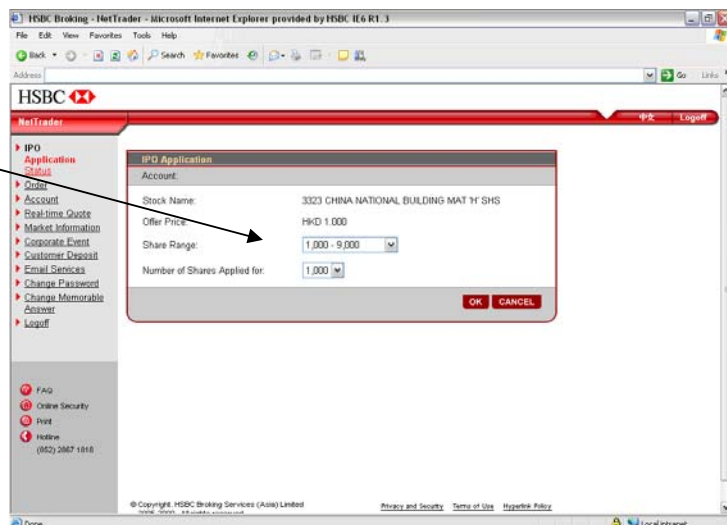 HSBC Broking - NetTrader - Microsoft Internet Explorer provided by HSBC IE6 R1.3
File Edit View Favorites Tools Help
Back Search Favorites
Address Go Links
HSBC
NetTrader 中文 Logoff
IPO
Application
Status
Order
Account
Real-time Quote
Market Information
Corporate Event
Customer Deposit
Email Services
Change Password
Change Memorable
Answer
Logoff
IPO Application
Account:
Stock Name: 3323 CHINA NATIONAL BUILDING MAT 'H' SHS
Offer Price: HKD 1.000
Share Range: 1,000 - 9,000
Number of Shares Applied for: 1,000
OK CANCEL
FAQ
Online Security
Print
Hotline
(852) 2867 1818
© Copyright. HSBC Broking Services (Asia) Limited
Privacy and Security Terms of Use Hyperlink Policy
Done Local intranet